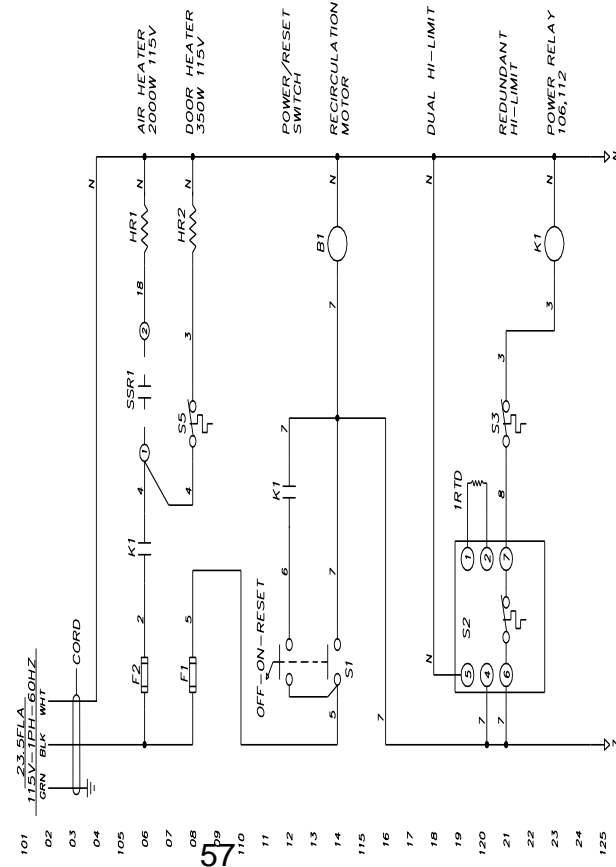 101
02
03
04
105
06
07
08
09
110
11
12
13
14
15
16
17
18
19
120
21
22
23
24
125
57
23.5FLA
115V-1PH-60HZ
GRN BLK WHT
CORD
N
F2 2 K1 4 1 SSR1 2 18 HR1 N
AIR HEATER
2000W 115V
F1 5 4 S5 3 HR2 N
DOOR HEATER
350W 115V
OFF-ON-RESET
6 K1 7
POWER/RESET
SWITCH
5 S1 7 7 B1 N
RECIRCULATION
MOTOR
7
N N
DUAL HI-LIMIT
S2
5 1
1RTD
7 4 2
7 6 7 8 S3 3
REDUNDANT
HI-LIMIT
3 K1 N
POWER RELAY
106,112
7 N